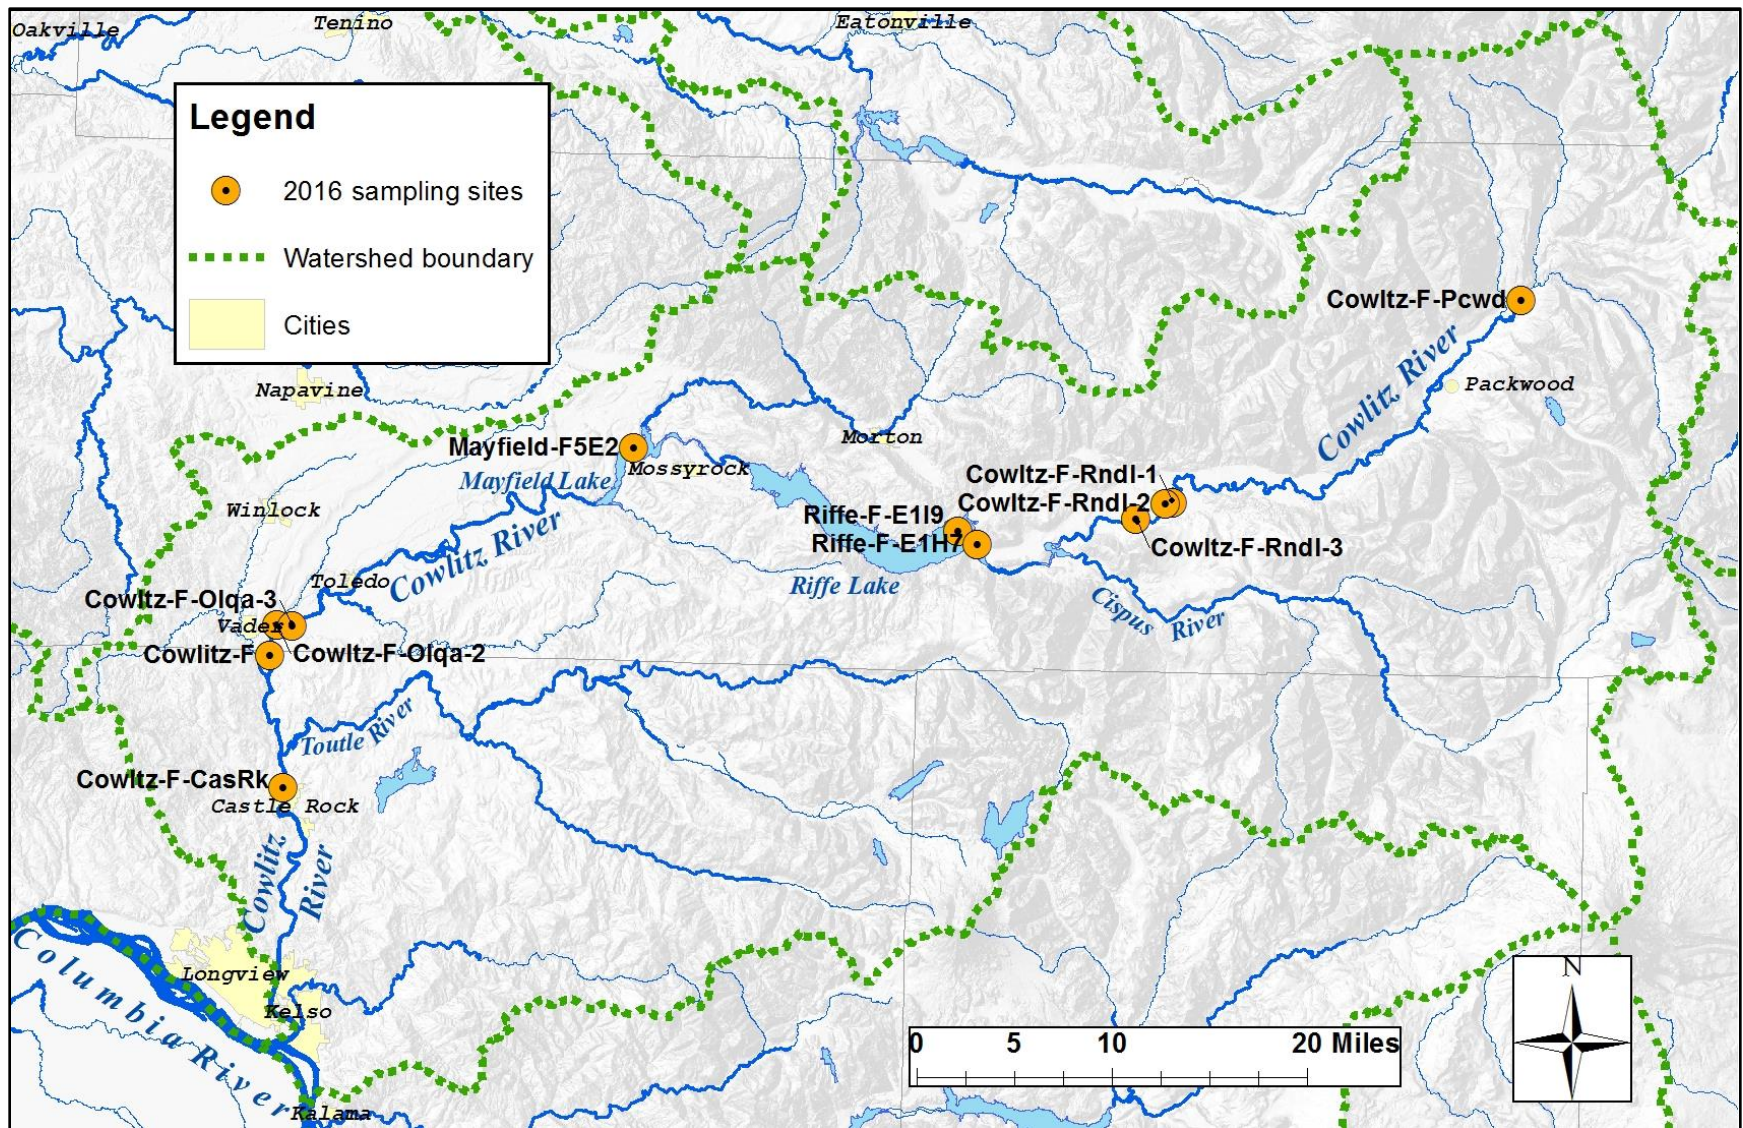 Oakville
Tenino
Eatonville
Legend
2016 sampling sites
Watershed boundary
Cities
Cowltz-F-Pcwd
Cowlitz River
Packwood
Napavine
Morton
Mayfield-F5E2
Mossyrock
Mayfield Lake
Cowltz-F-Rndl-1
Cowltz-F-Rndl-2
Winlock
Riffe-F-E1I9
Riffe-F-E1H7
Cowltz-F-Rndl-3
Cowlitz River
Toledo
Riffe Lake
Cowltz-F-Olqa-3
Cispus River
Vader
Cowlitz-F
Cowltz-F-Olqa-2
Toutle River
Cowltz-F-CasRk
Castle Rock
Cowlitz River
Columbia River
Longview
Kelso
Kalama
N
0 5 10 20 Miles